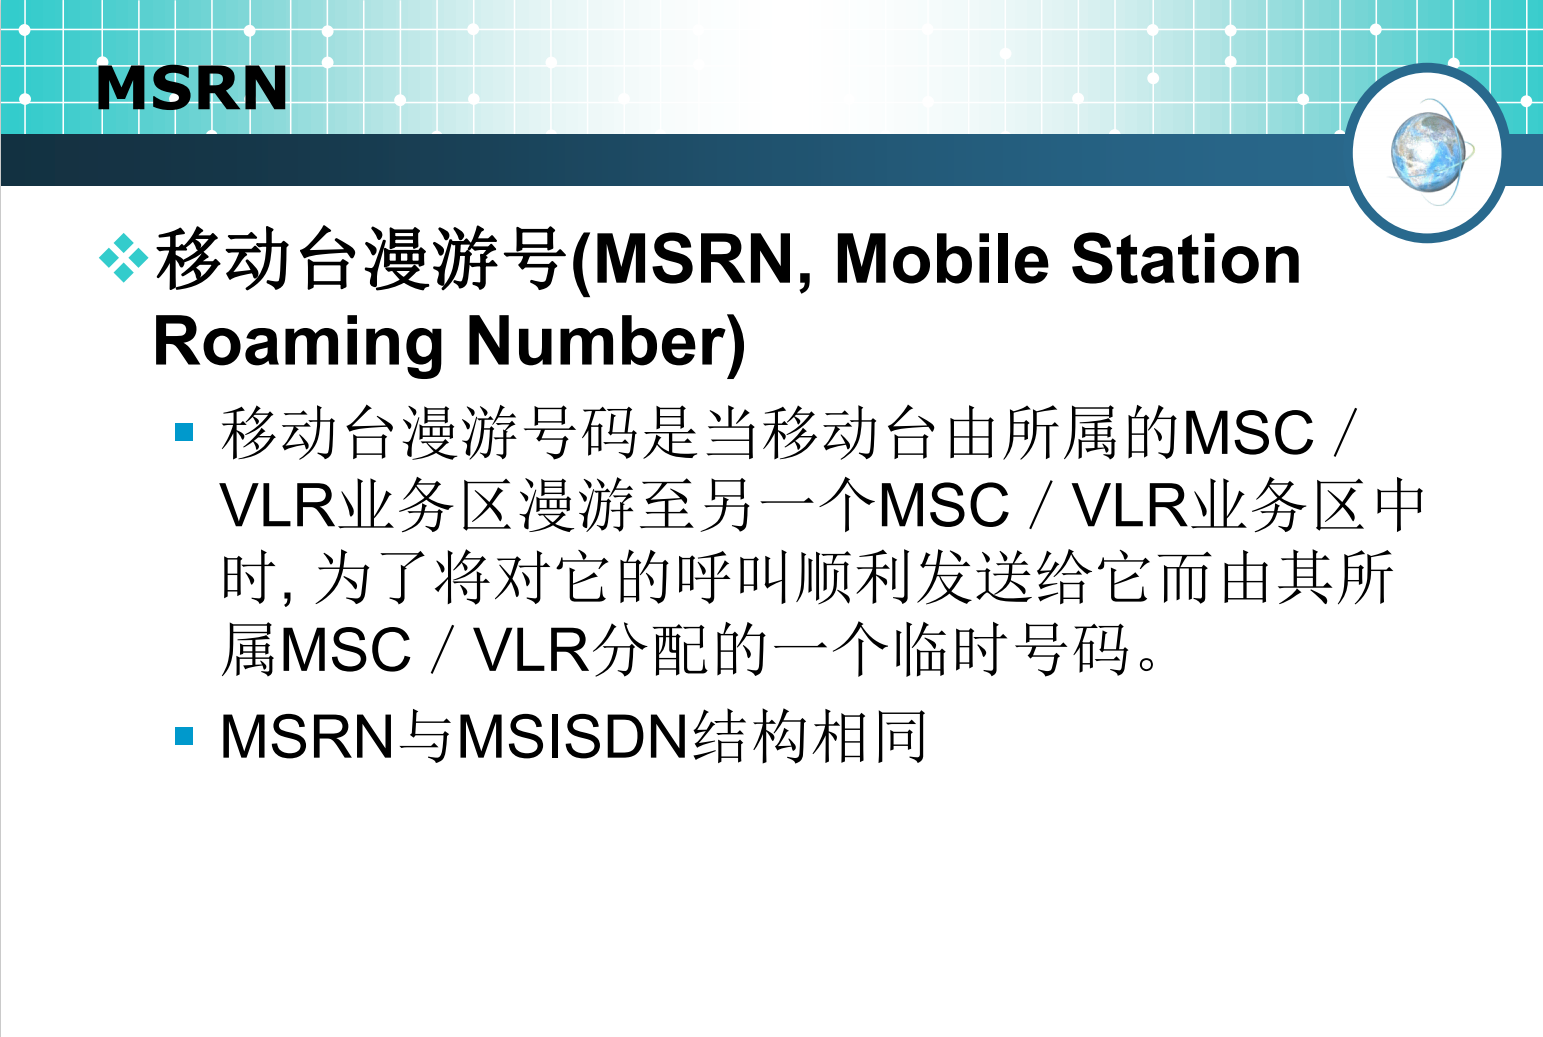 MSRN
移动台漫游号(MSRN, Mobile Station
Roaming Number)
移动台漫游号码是当移动台由所属的MSC／
VLR业务区漫游至另一个MSC／VLR业务区中
时, 为了将对它的呼叫顺利发送给它而由其所
属MSC／VLR分配的一个临时号码。
MSRN与MSISDN结构相同